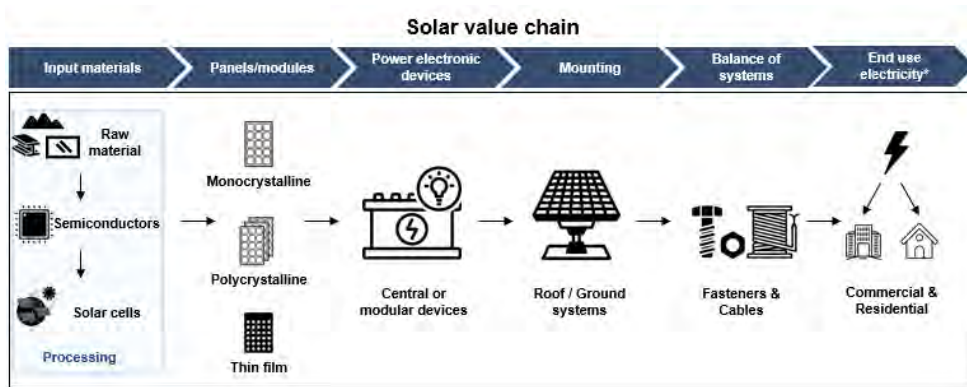 Solar value chain
Input materials
Panels/modules
Power electronic
devices
Mounting
Balance of
systems
End use
electricity*
Raw
material
Semiconductors
Solar cells
Processing
Monocrystalline
Polycrystalline
Thin film
Central or
modular devices
Roof / Ground
systems
Fasteners &
Cables
Commercial &
Residential